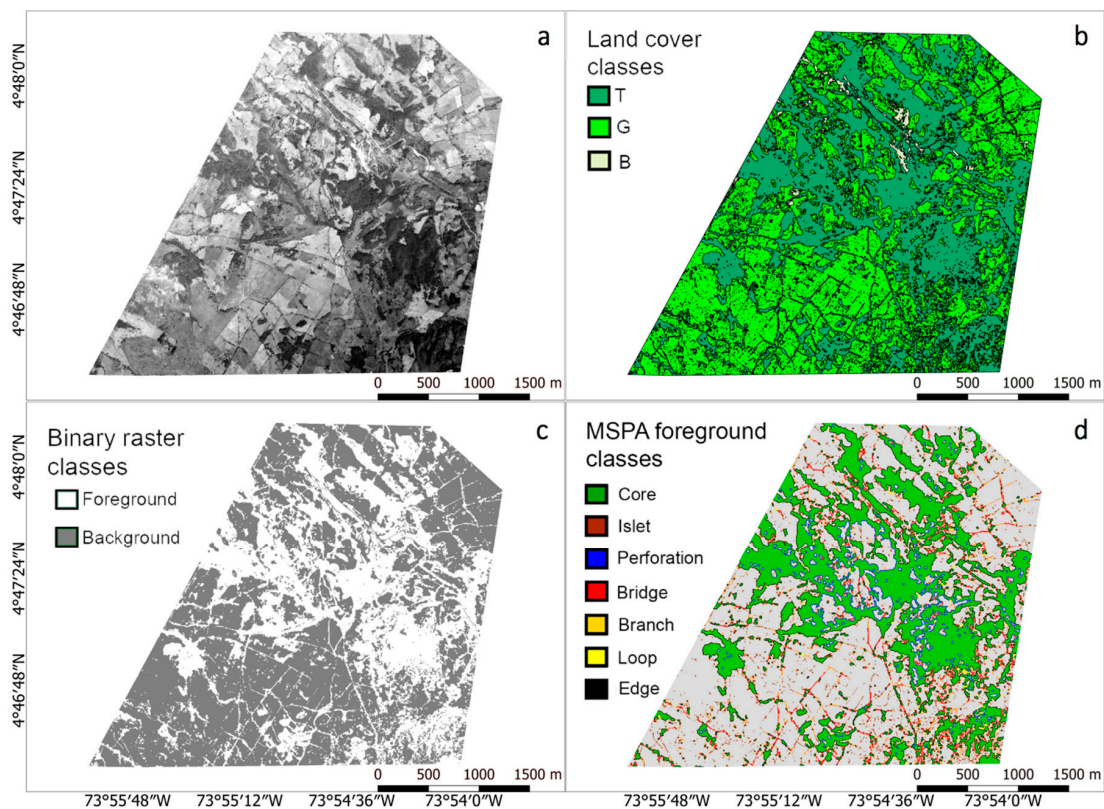 a
4°48'0"N
4°47'24"N
4°46'48"N
0 500 1000 1500 m
b
Land cover
classes
T
G
B
0 500 1000 1500 m
c
Binary raster
classes
Foreground
Background
0 500 1000 1500 m
4°48'0"N
4°47'24"N
4°46'48"N
73°55'48"W 73°55'12"W 73°54'36"W 73°54'0"W
d
MSPA foreground
classes
Core
Islet
Perforation
Bridge
Branch
Loop
Edge
0 500 1000 1500 m
73°55'48"W 73°55'12"W 73°54'36"W 73°54'0"W